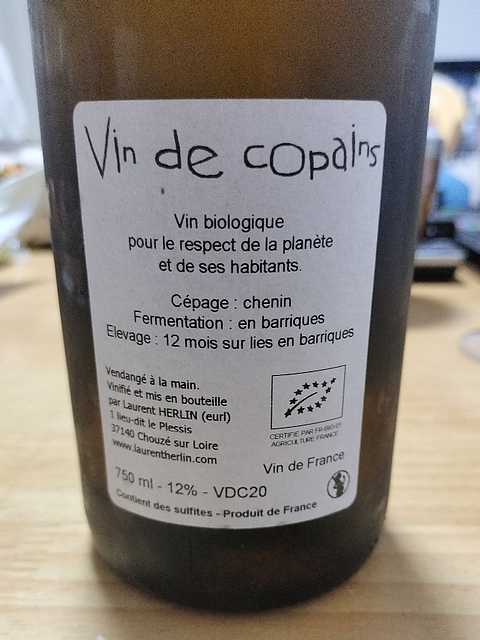 Vin de copains
Vin biologique
pour le respect de la planète
et de ses habitants.
Cépage : chenin
Fermentation : en barriques
Elevage : 12 mois sur lies en barriques
Vendangé à la main.
Vinifié et mis en bouteille
par Laurent HERLIN (eurl)
1 lieu-dit le Plessis
37140 Chouzé sur Loire
www.laurentherlin.com
CERTIFIE PAR FR-BIO-01
AGRICULTURE FRANCE
Vin de France
750 ml - 12% - VDC20
Contient des sulfites - Produit de France